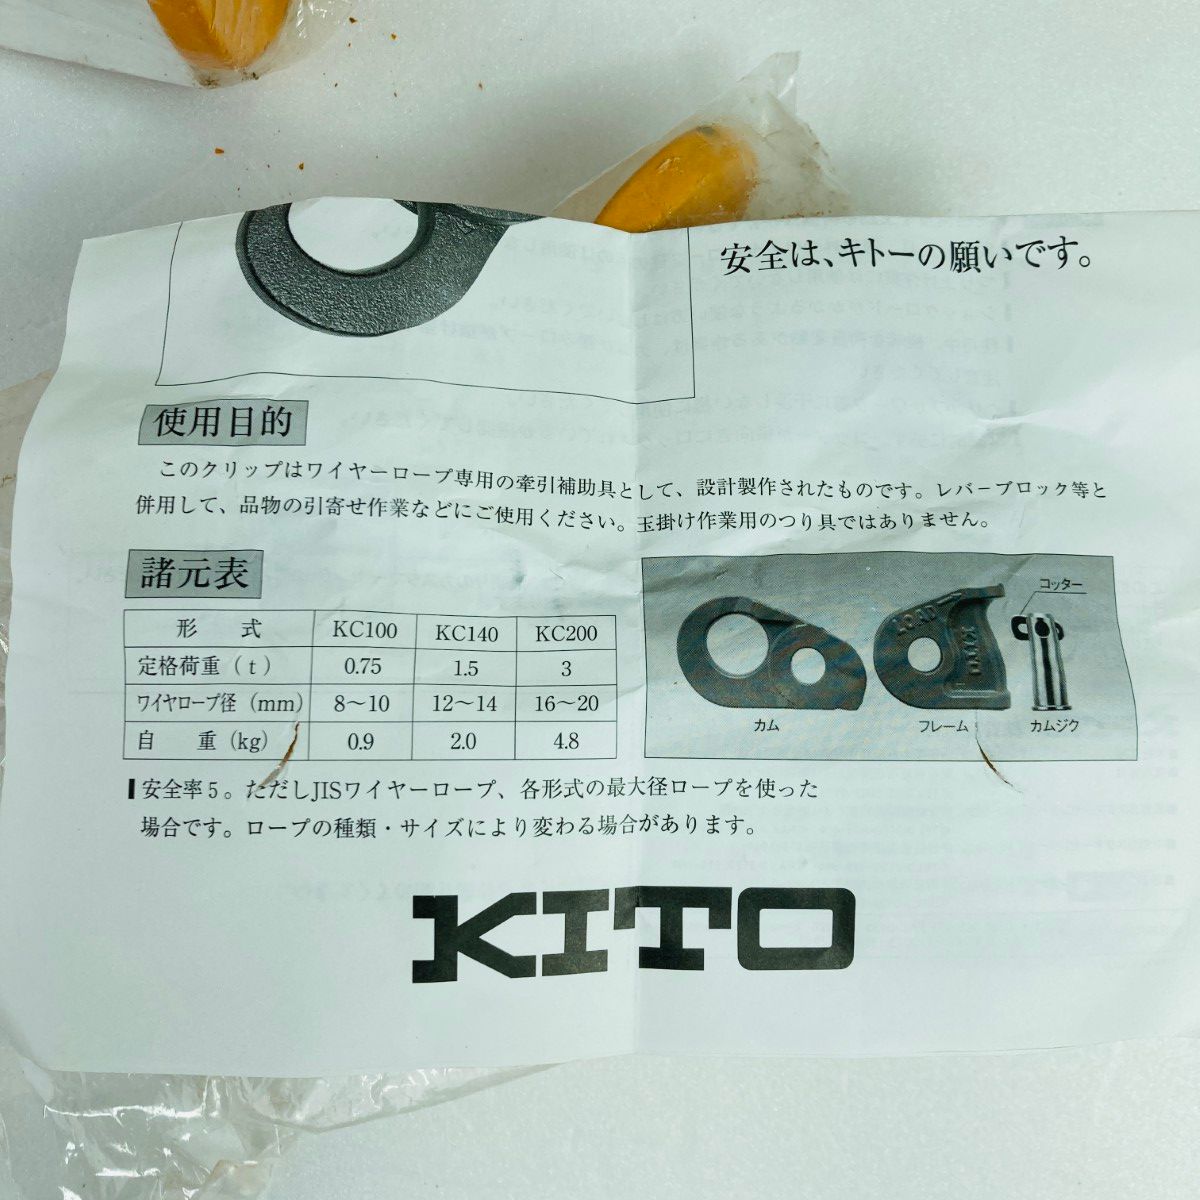 安全は、キトーの願いです。
使用目的
このクリップはワイヤーロープ専用の牽引補助具として、設計製作されたものです。レバーブロック等と
併用して、品物の引寄せ作業などにご使用ください。玉掛け作業用のつり具ではありません。
諸元表
形 式 KC100 KC140 KC200
定格荷重(t) 0.75 1.5 3
ワイヤロープ径(mm) 8～10 12～14 16～20
自 重(kg) 0.9 2.0 4.8
コッター
LOAD
KITO
カム フレーム カムジク
安全率5。ただしJISワイヤーロープ、各形式の最大径ロープを使った
場合です。ロープの種類・サイズにより変わる場合があります。
KITO